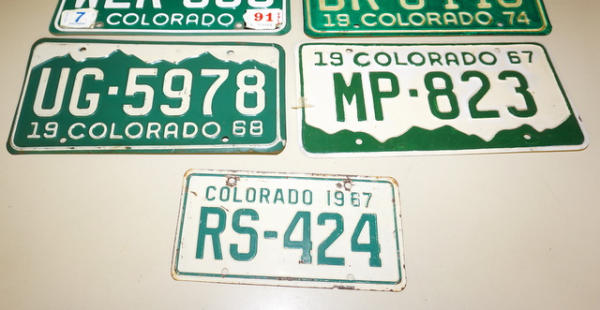 7 COLORADO 91
19 COLORADO 74
UG·5978
19 COLORADO 68
19 COLORADO 67
MP·823
COLORADO 1967
RS-424